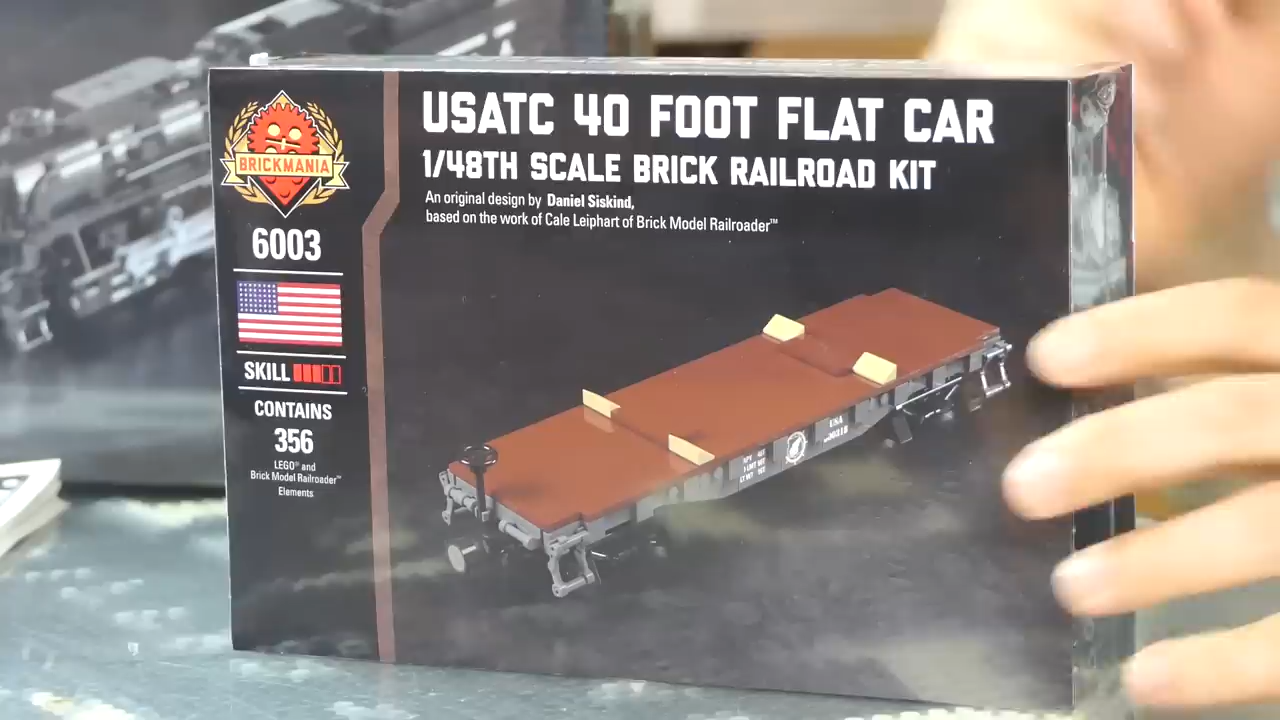 USATC 40 FOOT FLAT CAR
1/48TH SCALE BRICK RAILROAD KIT
An original design by Daniel Siskind,
based on the work of Cale Leiphart of Brick Model Railroader™
BRICKMANIA
6003
SKILL
CONTAINS
356
LEGO® and
Brick Model Railroader™
Elements
USA